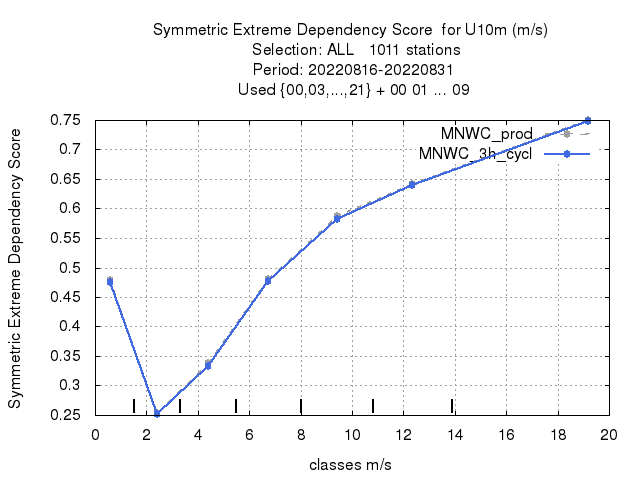 Symmetric Extreme Dependency Score for U10m (m/s)
Selection: ALL 1011 stations
Period: 20220816-20220831
Used {00,03,...,21} + 00 01 ... 09
Symmetric Extreme Dependency Score
0.75
0.7
0.65
0.6
0.55
0.5
0.45
0.4
0.35
0.3
0.25
MNWC_prod
MNWC_3h_cycl
0 2 4 6 8 10 12 14 16 18 20
classes m/s